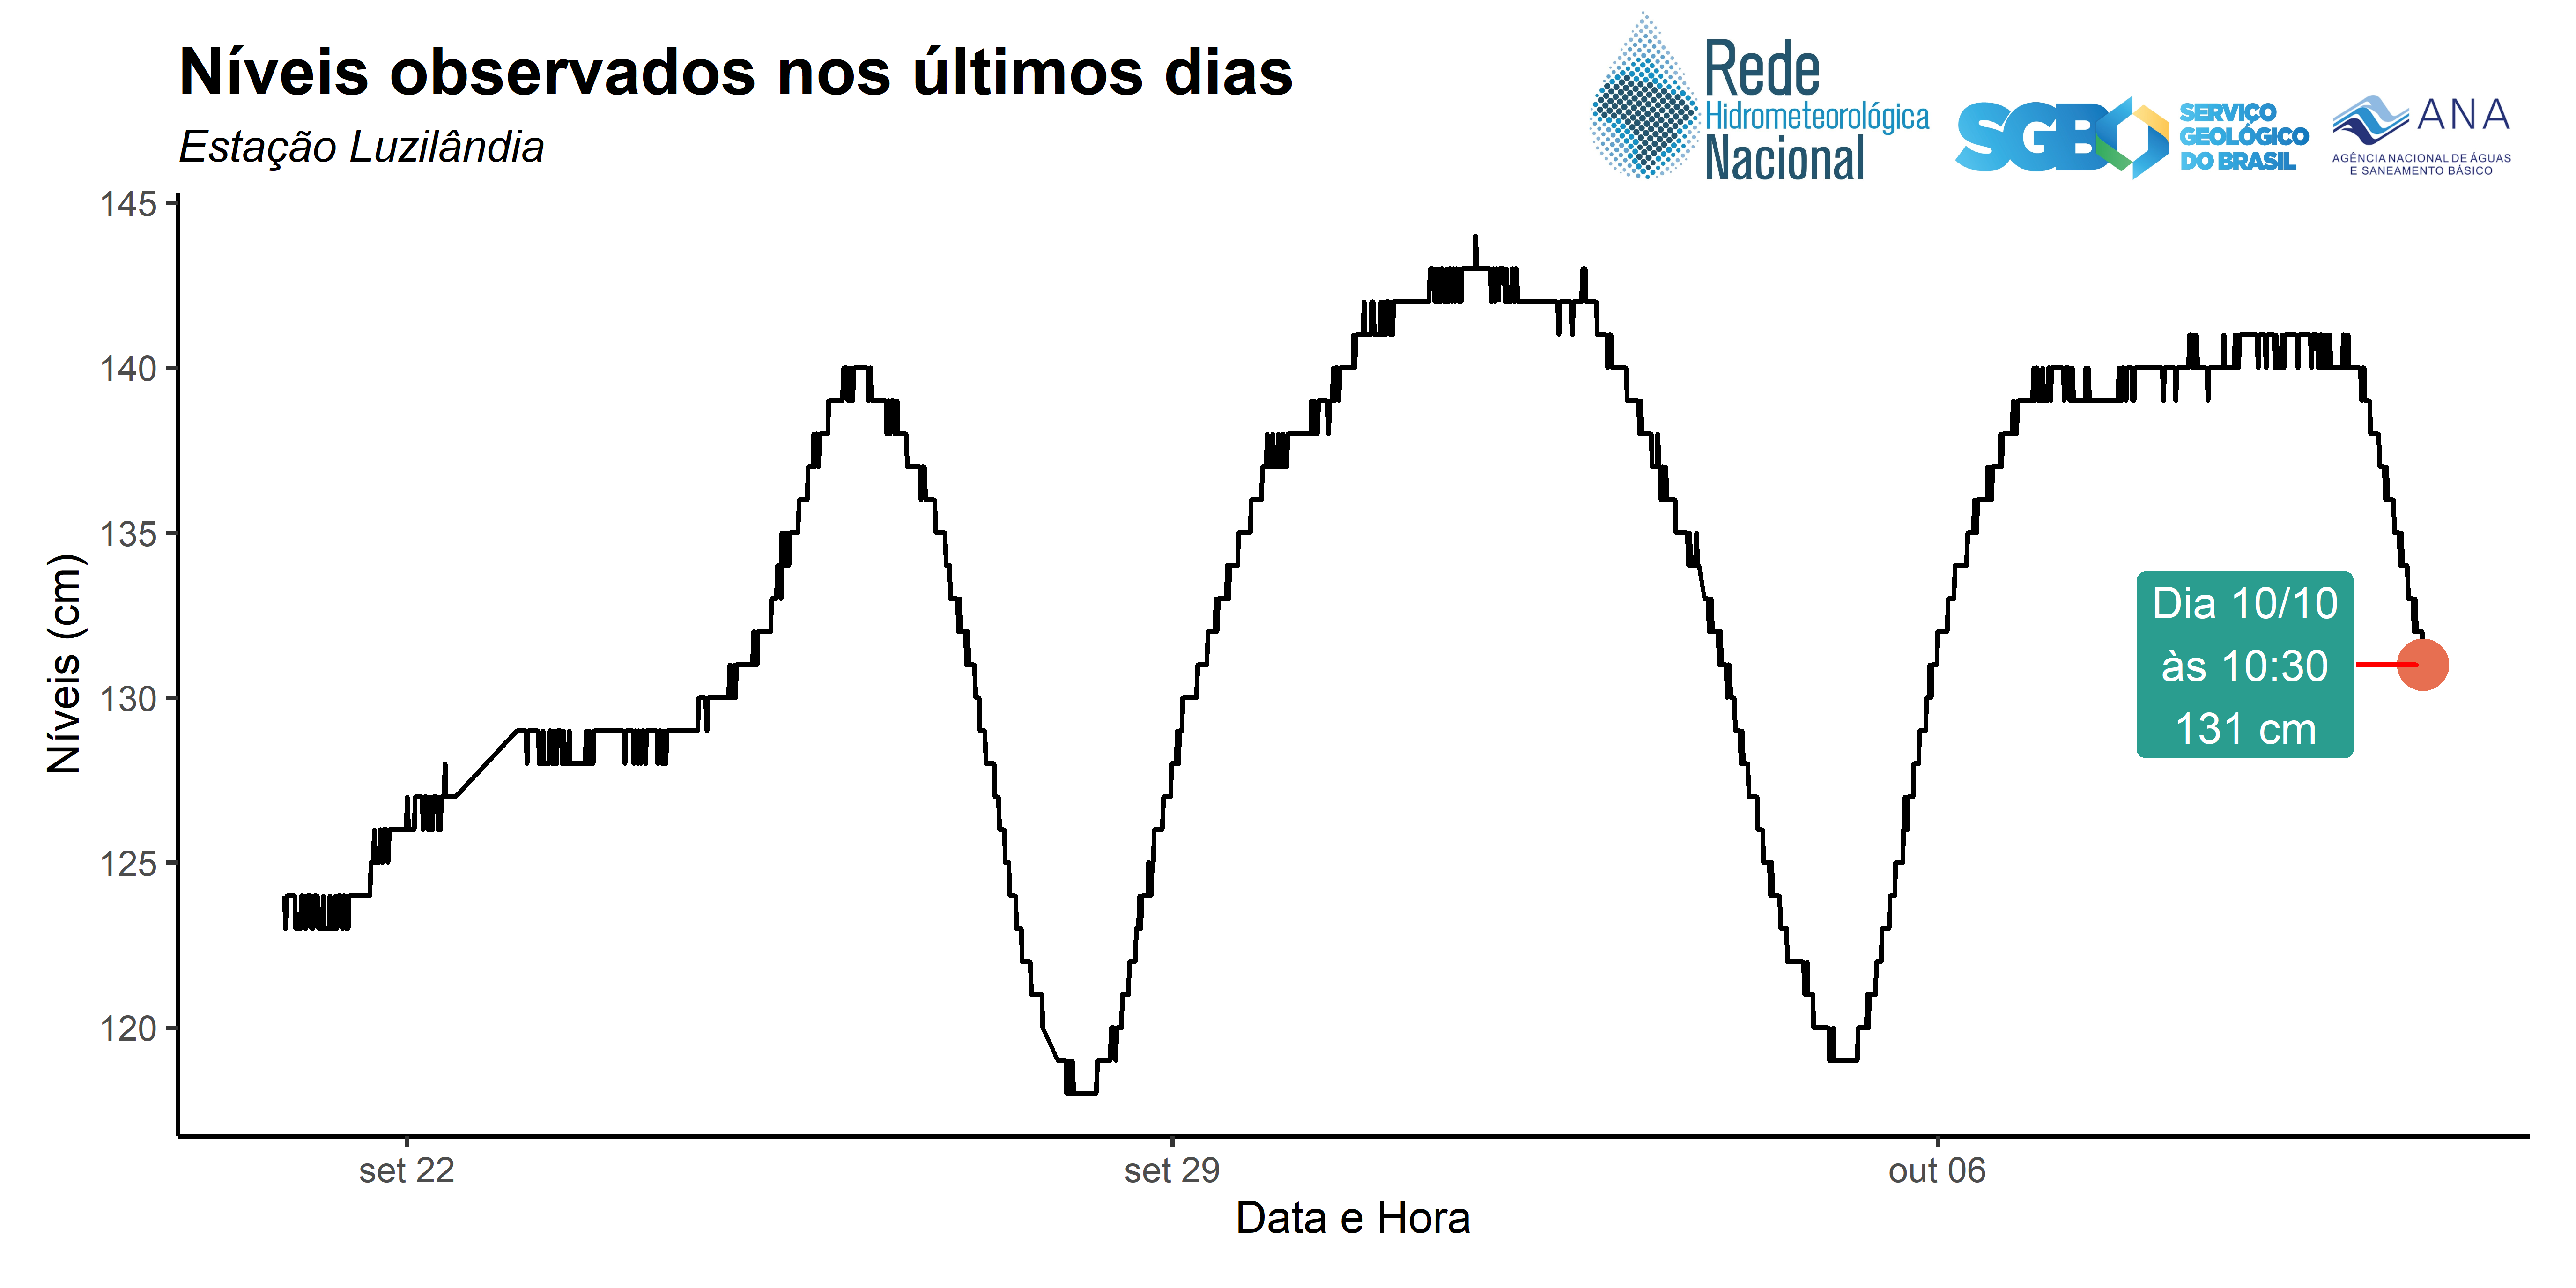 Níveis observados nos últimos dias
Estação Luzilândia
Rede
Hidrometeorológica
Nacional
SGB
SERVIÇO
GEOLÓGICO
DO BRASIL
ANA
AGÊNCIA NACIONAL DE ÁGUAS
E SANEAMENTO BÁSICO
145
140
135
130
125
120
Níveis (cm)
Dia 10/10
às 10:30
131 cm
set 22
set 29
out 06
Data e Hora